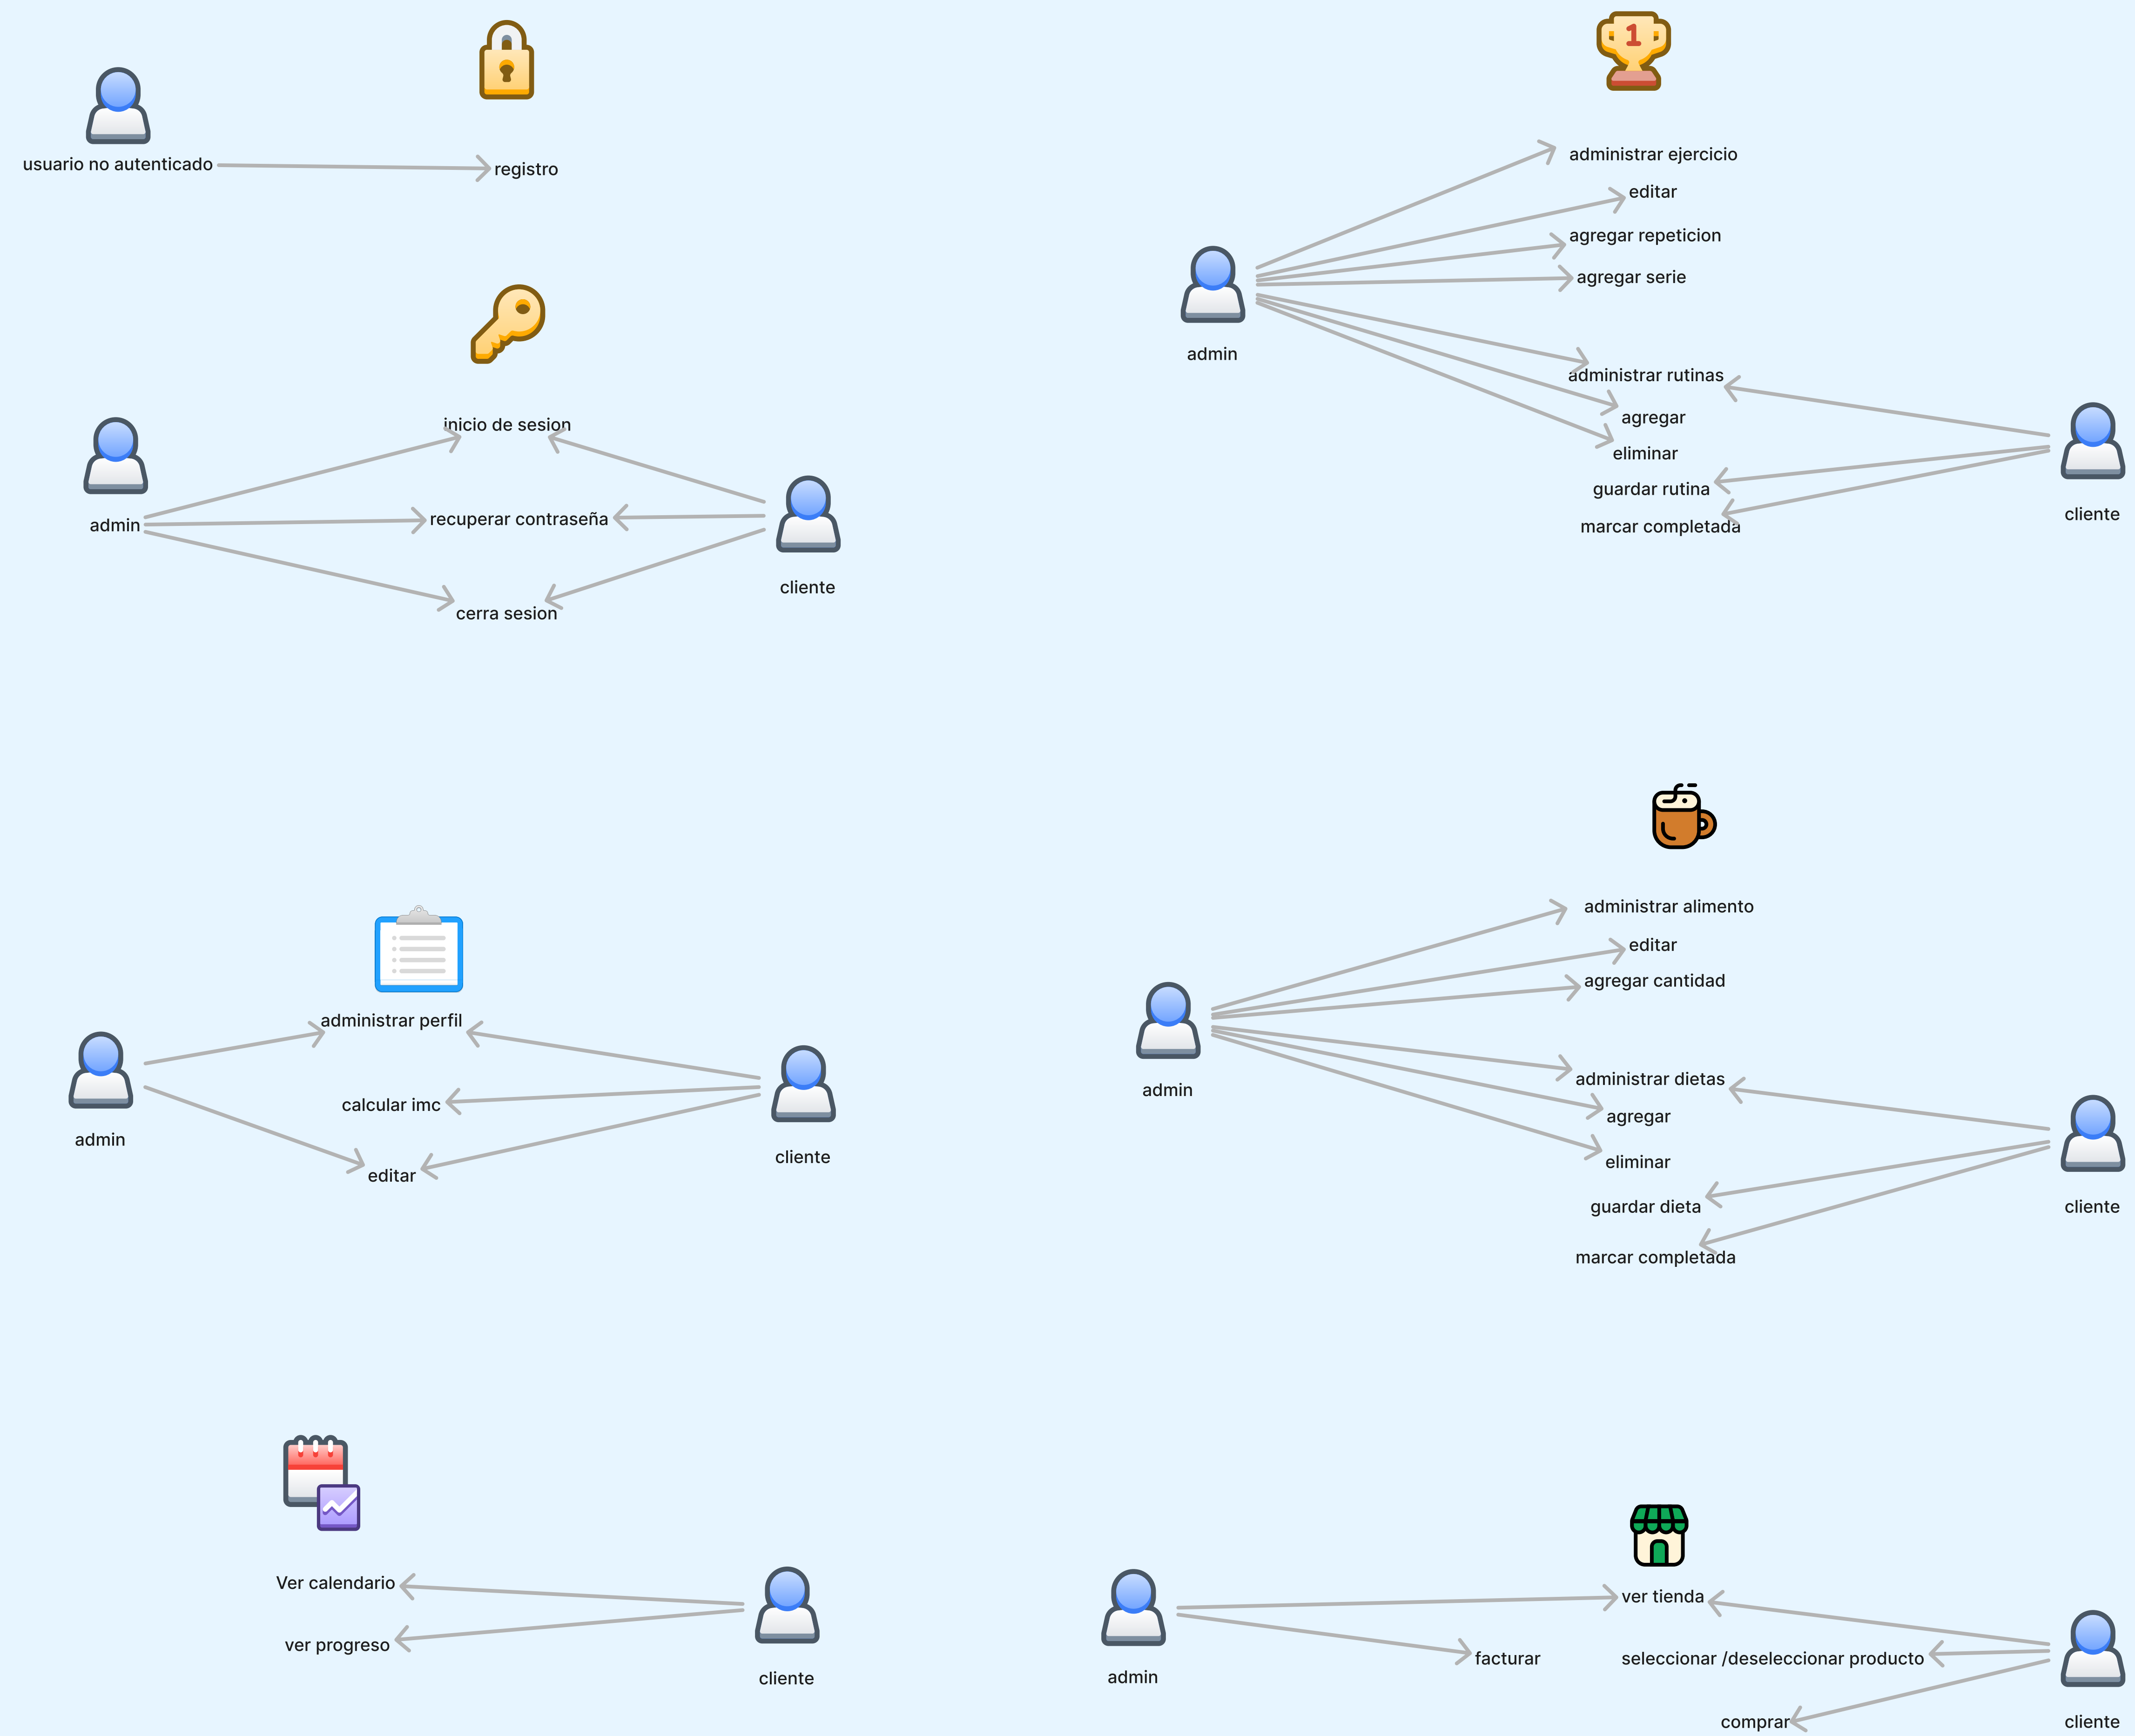 usuario no autenticado
registro
inicio de sesion
admin
recuperar contraseña
cliente
cerra sesion
1
administrar ejercicio
editar
agregar repeticion
agregar serie
admin
administrar rutinas
agregar
eliminar
guardar rutina
marcar completada
cliente
administrar perfil
calcular imc
admin
editar
cliente
administrar alimento
editar
agregar cantidad
admin
administrar dietas
agregar
eliminar
guardar dieta
marcar completada
cliente
Ver calendario
ver progreso
cliente
ver tienda
admin
facturar
seleccionar /deseleccionar producto
comprar
cliente